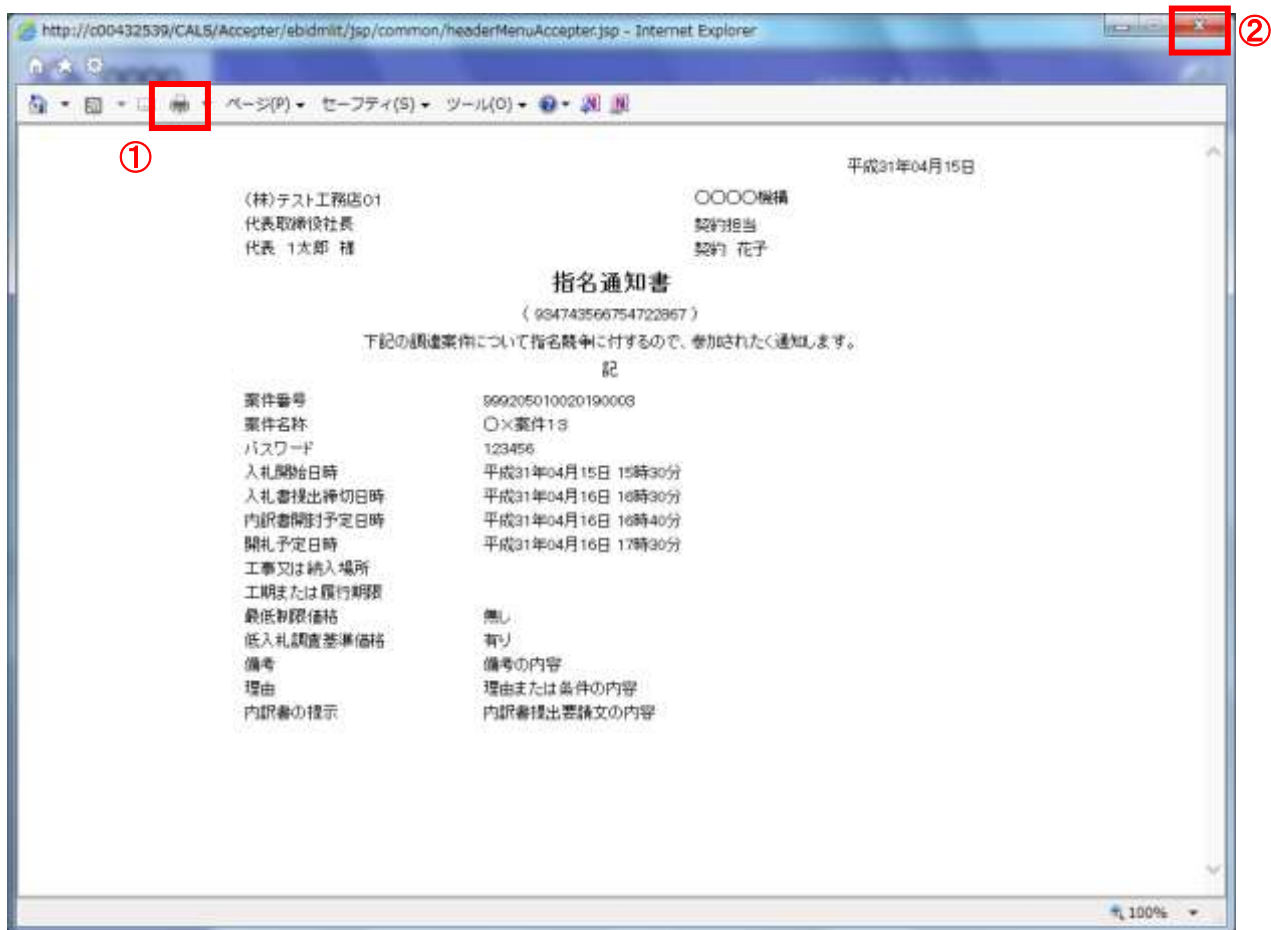 http://c00432539/CALS/Accepter/ebidmlit/jsp/common/headerMenuAccepter.jsp - Internet Explorer
②
ページ(P) セーフティ(S) ツール(O)
①
平成31年04月15日
(株)テスト工務店01 〇〇〇〇機構
代表取締役社長 契約担当
代表 1太郎 様 契約 花子
指名通知書
( 934743566754722867 )
下記の調達案件について指名競争に付するので、参加されたく通知します。
記
案件番号 999205010020190003
案件名称 〇×案件13
パスワード 123456
入札開始日時 平成31年04月15日 15時30分
入札書提出締切日時 平成31年04月16日 16時30分
内訳書開封予定日時 平成31年04月16日 16時40分
開札予定日時 平成31年04月16日 17時30分
工事又は納入場所
工期または履行期限
最低制限価格 無し
低入札調査基準価格 有り
備考 備考の内容
理由 理由または条件の内容
内訳書の提示 内訳書提出要請文の内容
100%